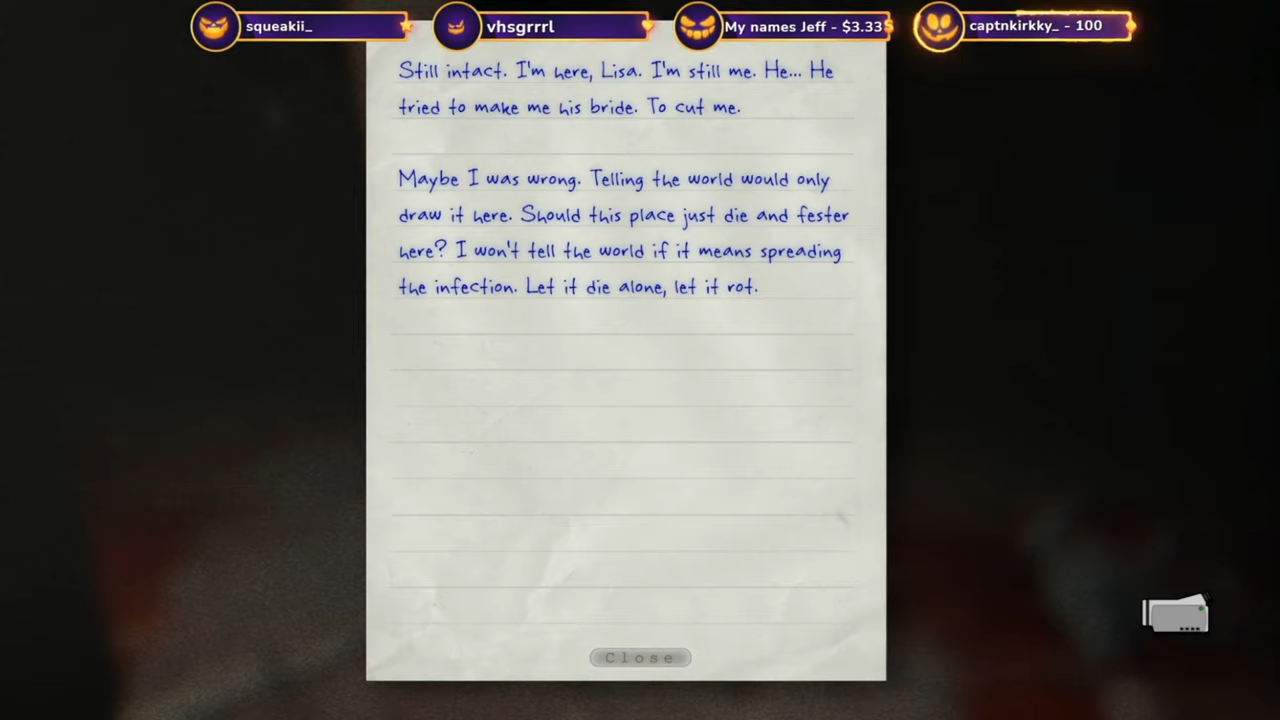 squeakii_
vhsgrrrl
My names Jeff - $3.33
captnkirkky_ - 100
Still intact. I'm here, Lisa. I'm still me. He... He
tried to make me his bride. To cut me.
Maybe I was wrong. Telling the world would only
draw it here. Should this place just die and fester
here? I won't tell the world if it means spreading
the infection. Let it die alone, let it rot.
Close